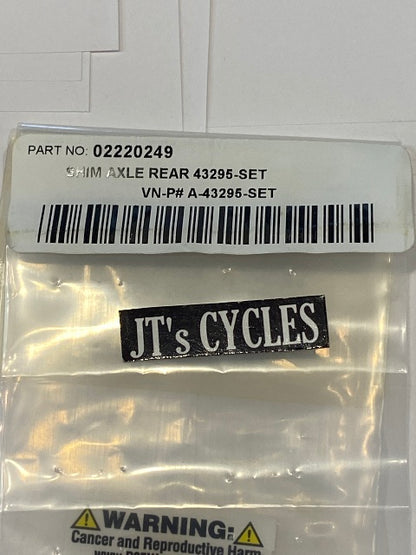 PART NO: 02220249
SHIM AXLE REAR 43295-SET
VN-P# A-43295-SET
JT's CYCLES
WARNING:
Cancer and Reproductive Harm